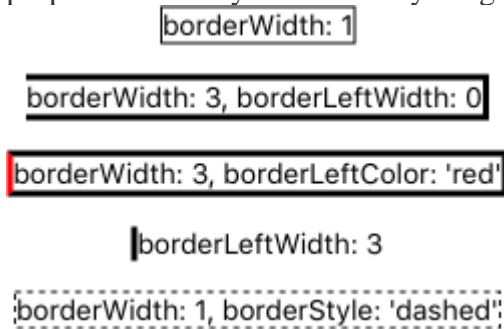 borderWidth: 1
borderWidth: 3, borderLeftWidth: 0
borderWidth: 3, borderLeftColor: 'red'
borderLeftWidth: 3
borderWidth: 1, borderStyle: 'dashed'